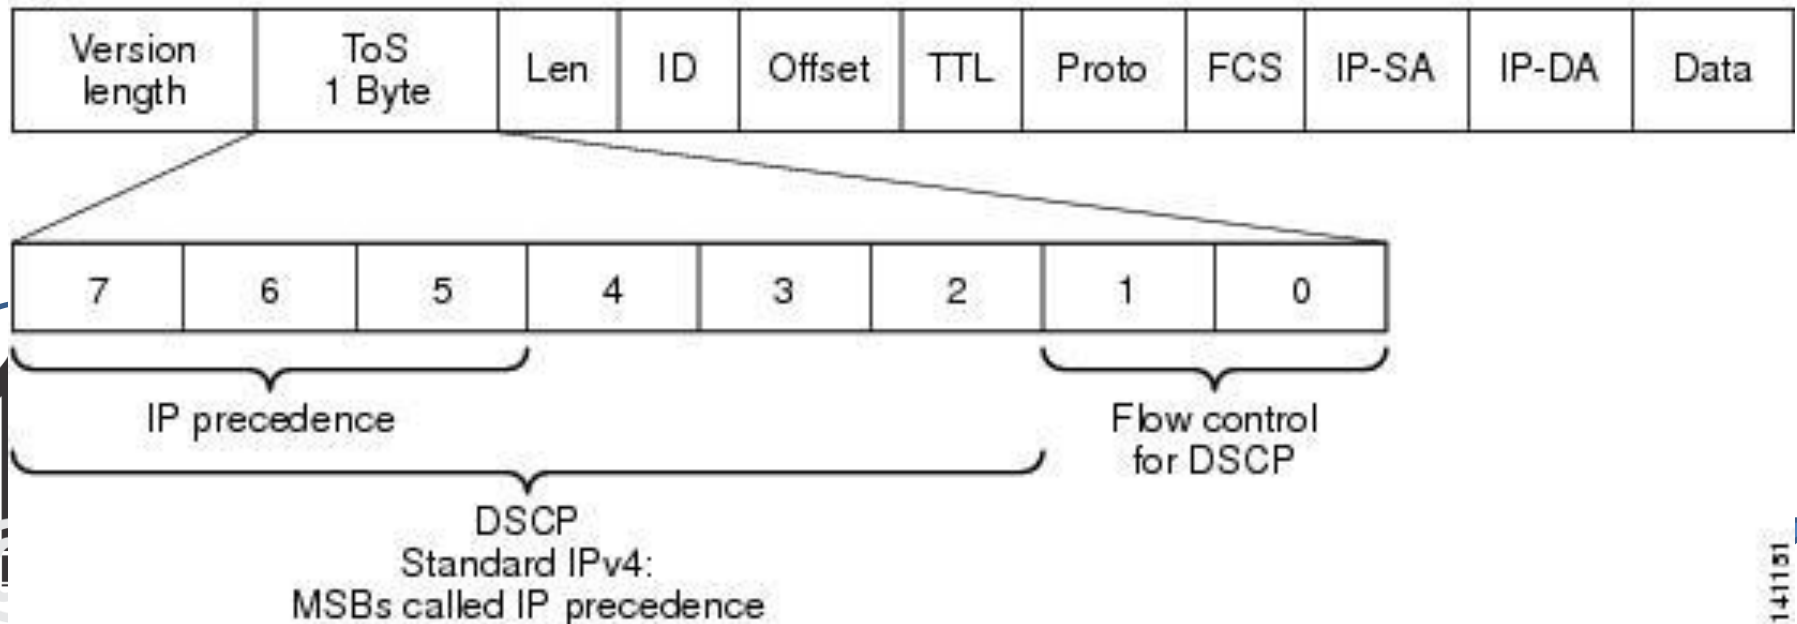 Version length
ToS 1 Byte
Len
ID
Offset
TTL
Proto
FCS
IP-SA
IP-DA
Data
7 6 5 4 3 2 1 0
IP precedence
Flow control
for DSCP
DSCP
Standard IPv4:
MSBs called IP precedence
141151